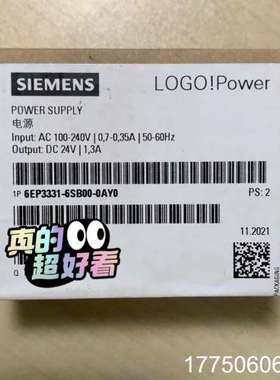 SIEMENS
LOGO!Power
POWER SUPPLY
电源
Input: AC 100-240V | 0,7-0,35A | 50-60Hz
Output: DC 24V | 1,3A
1P 6EP3331-6SB00-0AY0
PS: 2
真的
超好看
11.2021
PACKAGING
Q
17750606